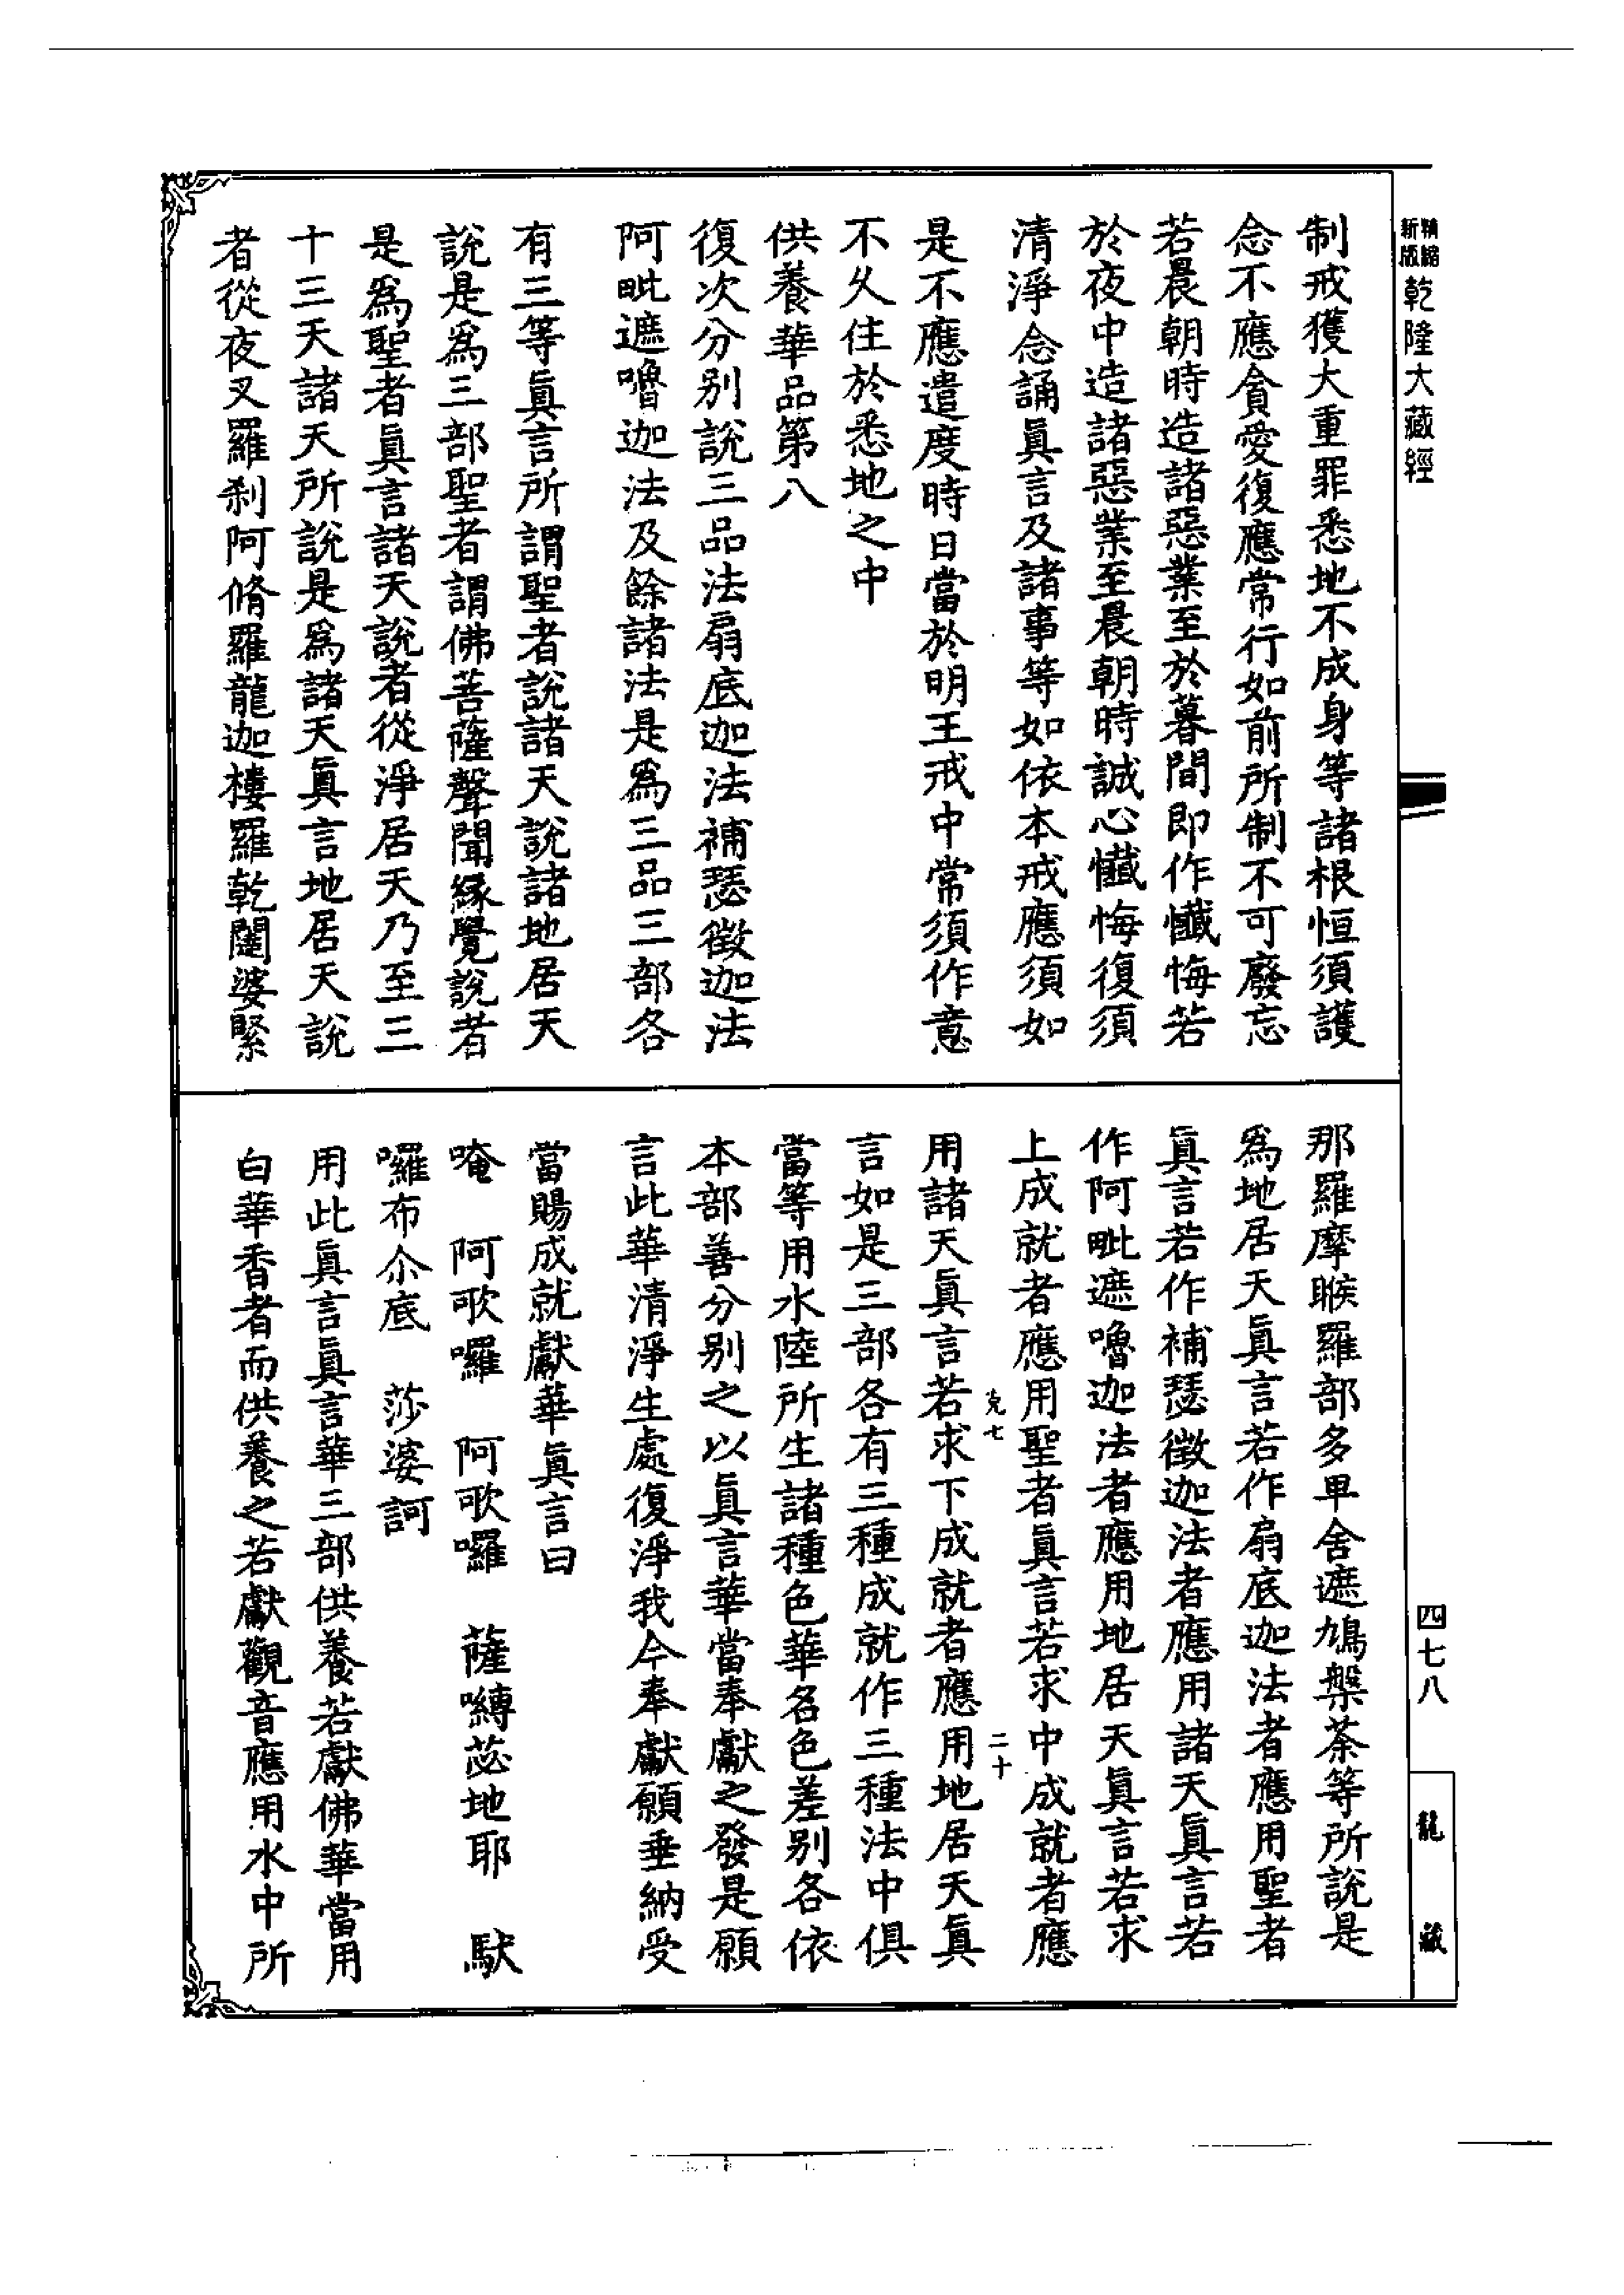 精縮新版乾隆大藏經
制戒獲大重罪悉地不成身等諸根恒須護
念不應貪愛復應常行如前所制不可廢忘
若晨朝時造諸惡業至於暮間即作懺悔若
於夜中造諸惡業至晨朝時誠心懺悔復須
清淨念誦眞言及諸事等如依本戒應須如
是不應遣度時日當於明王戒中常須作意
不久住於悉地之中
供養華品第八
復次分别說三品法扇底迦法補瑟徵迦法
阿毗遮嚕迦法及餘諸法是爲三品三部各
有三等眞言所謂聖者說諸天說諸地居天
說是爲三部聖者謂佛菩薩聲聞緣覺說者
是爲聖者眞言諸天說者從淨居天乃至三
十三天諸天所說是爲諸天眞言地居天說
者從夜叉羅刹阿脩羅龍迦樓羅乾闥婆緊
那羅摩睺羅部多卑舍遮鳩槃茶等所說是
爲地居天眞言若作扇底迦法者應用聖者
眞言若作補瑟徵迦法者應用諸天眞言若
作阿毗遮嚕迦法者應用地居天眞言若求
上成就者應用聖者眞言若求中成就者應
克七 二十
用諸天眞言若求下成就者應用地居天眞
言如是三部各有三種成就作三種法中俱
當等用水陸所生諸種色華名色差别各依
本部善分别之以眞言華當奉獻之發是願
言此華清淨生處復淨我今奉獻願垂納受
當賜成就獻華眞言曰
唵 阿歌囉 阿歌囉 薩嚩苾地耶 馱
囉布尒底 莎婆訶
用此眞言眞言華三部供養若獻佛華當用
白華香者而供養之若獻觀音應用水中所
四七八
龍藏